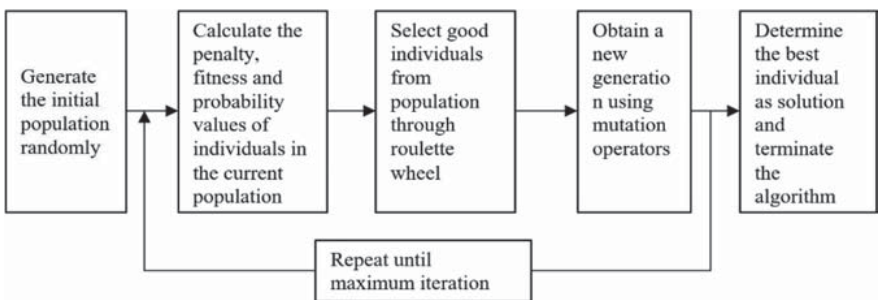 Generate
the initial
population
randomly
Calculate the
penalty,
fitness and
probability
values of
individuals in
the current
population
Select good
individuals
from
population
through
roulette
wheel
Obtain a
new
generatio
n using
mutation
operators
Determine
the best
individual
as solution
and
terminate
the
algorithm
Repeat until
maximum iteration